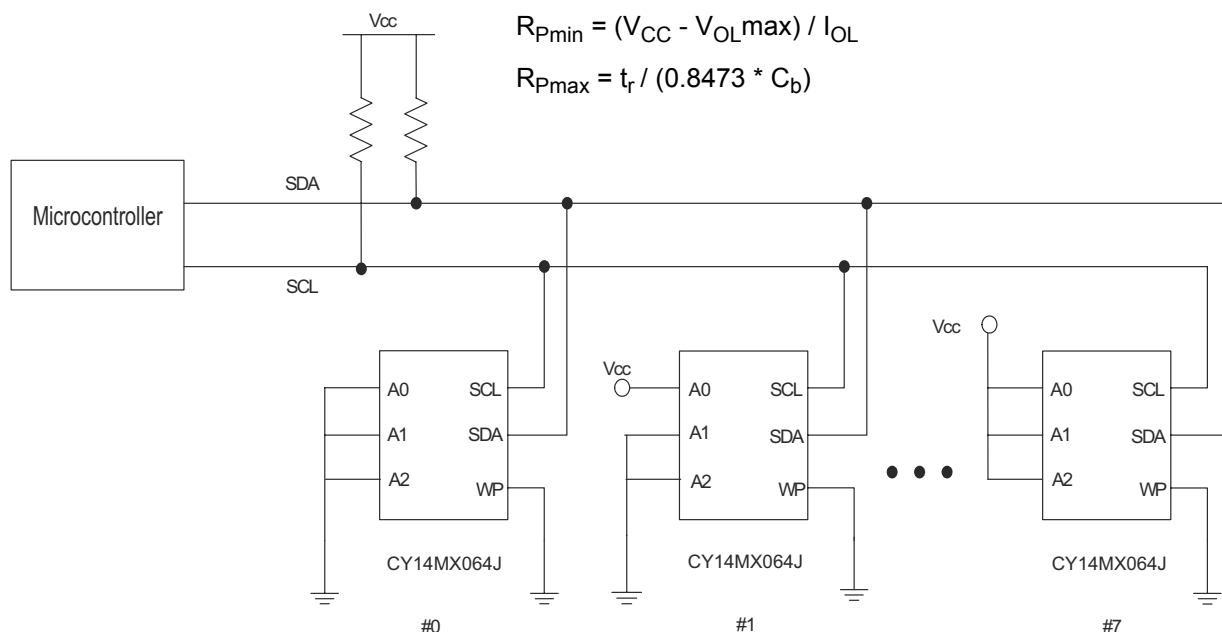 Vcc
R_Pmin = (V_CC - V_OLmax) / I_OL
R_Pmax = t_r / (0.8473 * C_b)
Microcontroller
SDA
SCL
A0
A1
A2
SCL
SDA
WP
CY14MX064J
#0
Vcc
A0
A1
A2
SCL
SDA
WP
CY14MX064J
#1
Vcc
A0
A1
A2
SCL
SDA
WP
CY14MX064J
#7